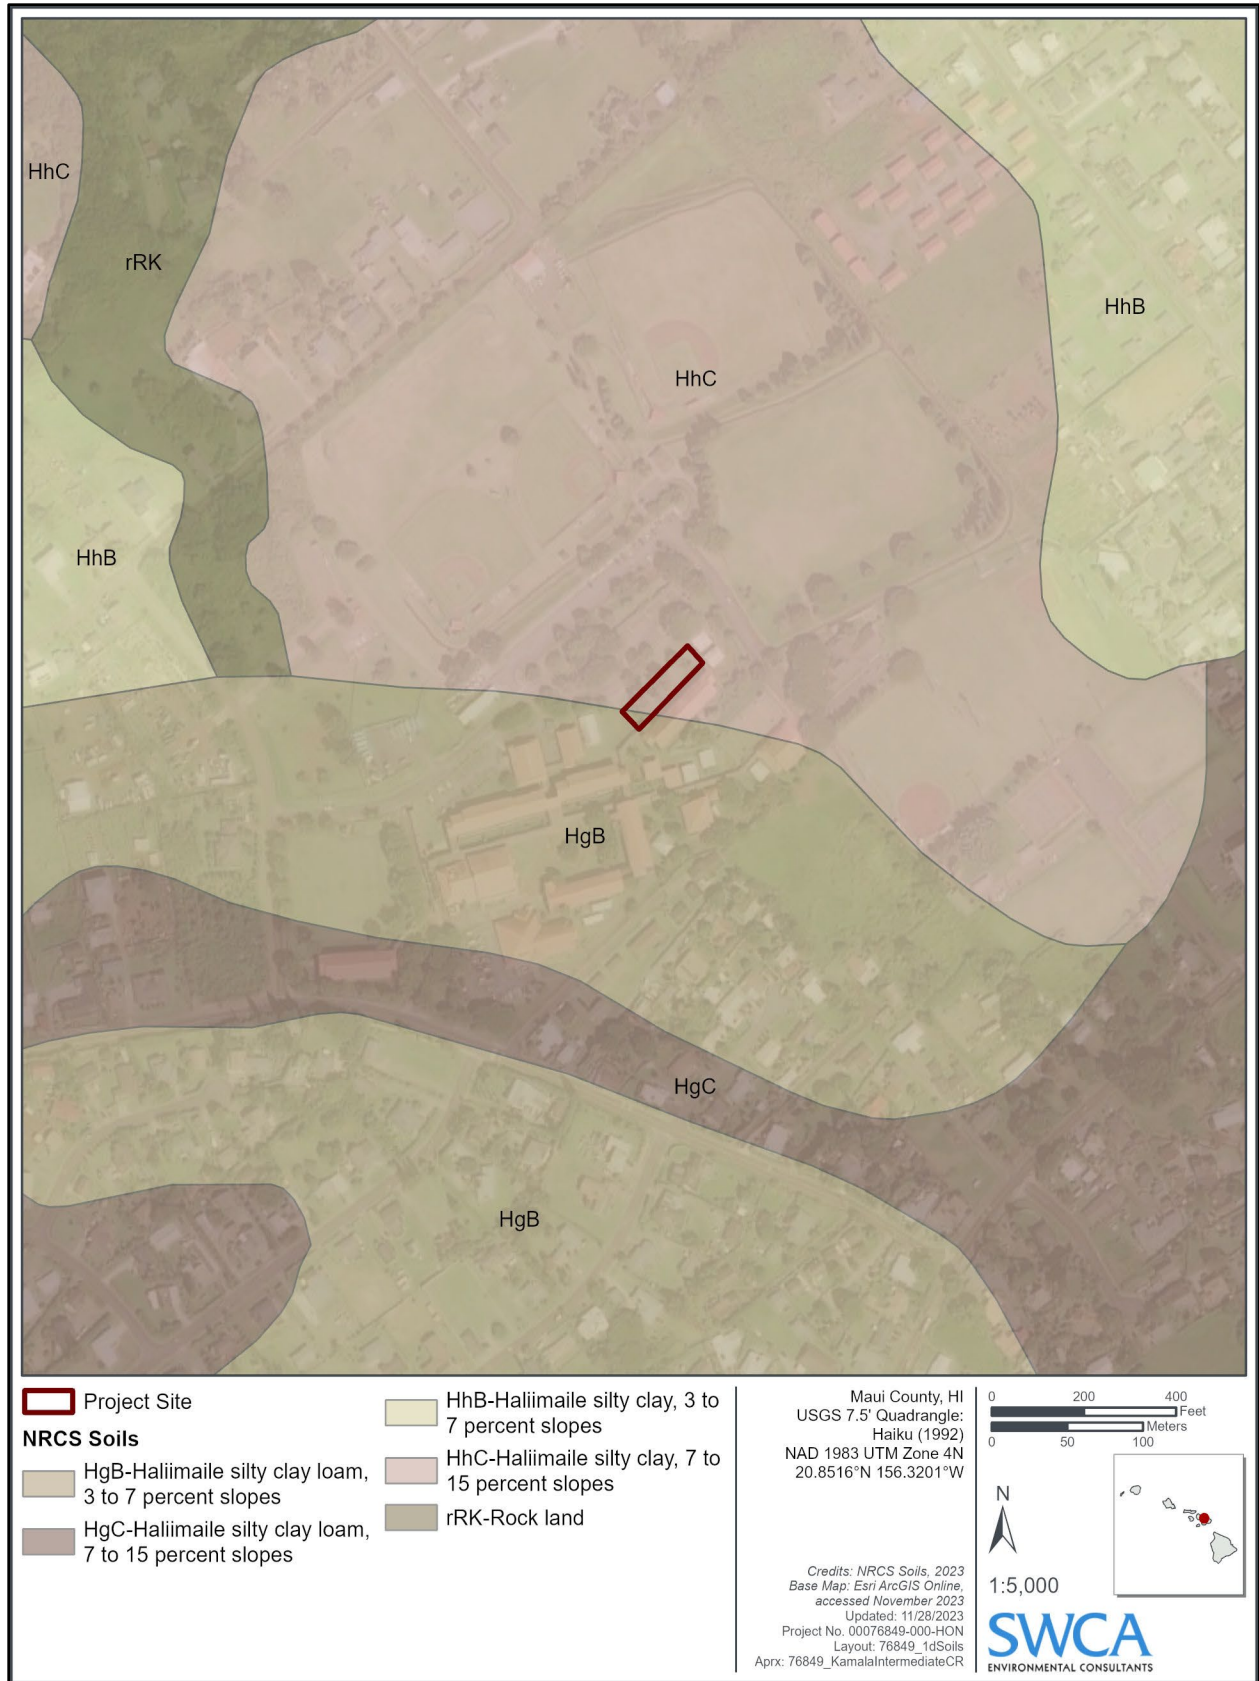 HhC
rRK
HhB
HhC
HhB
HgB
HgC
HgB
Project Site
NRCS Soils
HgB-Haliimaile silty clay loam,
3 to 7 percent slopes
HgC-Haliimaile silty clay loam,
7 to 15 percent slopes
HhB-Haliimaile silty clay, 3 to
7 percent slopes
HhC-Haliimaile silty clay, 7 to
15 percent slopes
rRK-Rock land
Maui County, HI
USGS 7.5' Quadrangle:
Haiku (1992)
NAD 1983 UTM Zone 4N
20.8516°N 156.3201°W
Credits: NRCS Soils, 2023
Base Map: Esri ArcGIS Online,
accessed November 2023
Updated: 11/28/2023
Project No. 00076849-000-HON
Layout: 76849_1dSoils
Aprx: 76849_KamalaIntermediateCR
0 200 400
Feet
Meters
0 50 100
N
1:5,000
SWCA
ENVIRONMENTAL CONSULTANTS